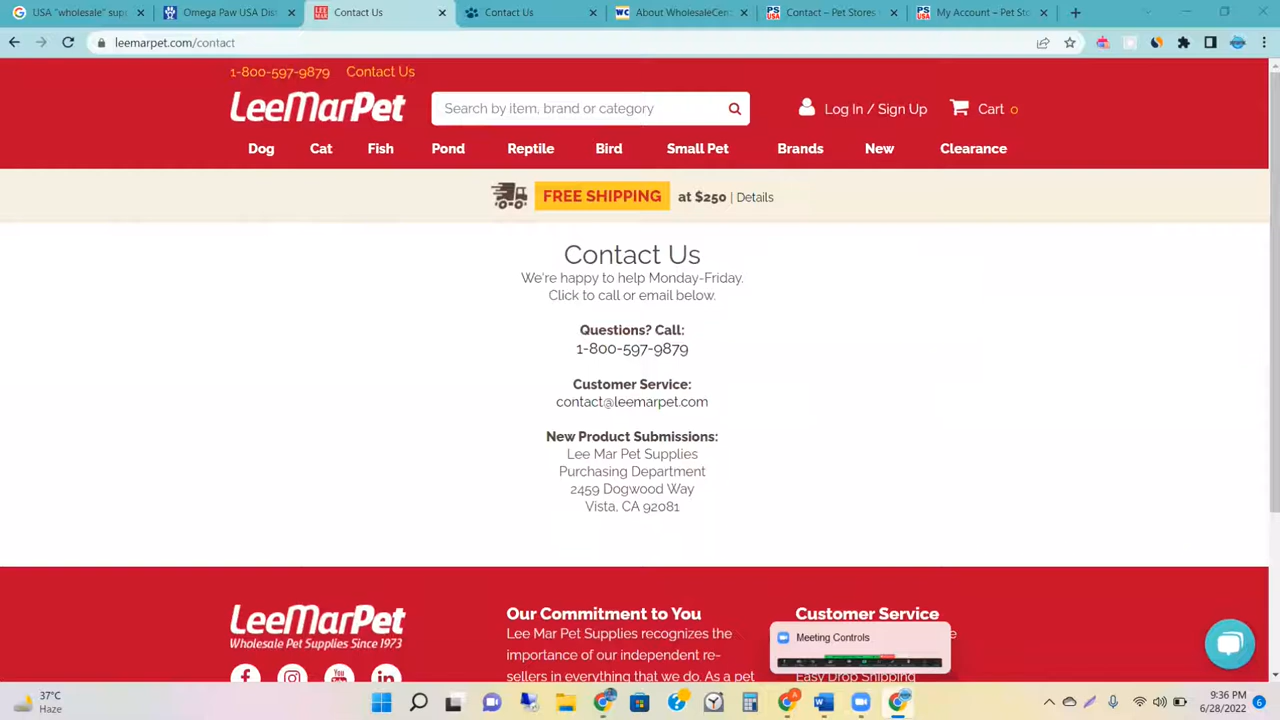 USA "wholesale" sup
Omega Paw USA Dist
Contact Us
Contact Us
About WholesaleCen
Contact – Pet Stores
My Account – Pet Sto
leemarpet.com/contact
1-800-597-9879 Contact Us
LeeMarPet
Search by item, brand or category
Log In / Sign Up
Cart 0
Dog Cat Fish Pond Reptile Bird Small Pet Brands New Clearance
FREE SHIPPING at $250 | Details
Contact Us
We're happy to help Monday-Friday.
Click to call or email below.
Questions? Call:
1-800-597-9879
Customer Service:
contact@leemarpet.com
New Product Submissions:
Lee Mar Pet Supplies
Purchasing Department
2459 Dogwood Way
Vista, CA 92081
LeeMarPet
Wholesale Pet Supplies Since 1973
Our Commitment to You
Lee Mar Pet Supplies recognizes the
importance of our independent re-
sellers in everything that we do. As a pet
Customer Service
Meeting Controls
Easy Drop Shipping
37°C
Haze
9:36 PM
6/28/2022
6